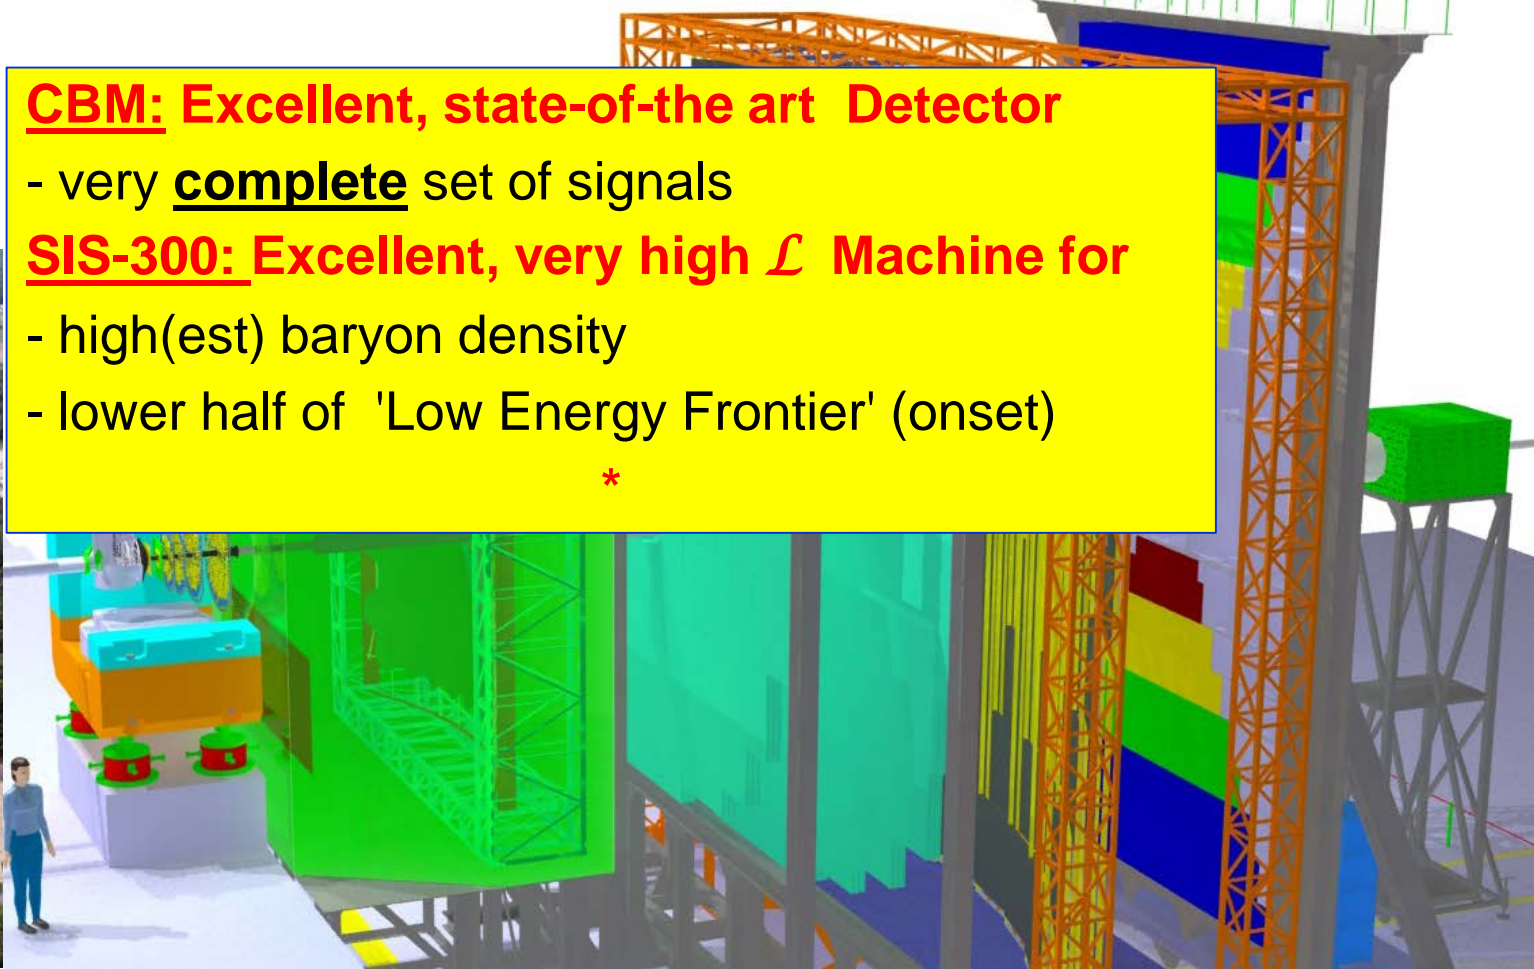 CBM: Excellent, state-of-the art Detector
- very complete set of signals
SIS-300: Excellent, very high ℒ Machine for
- high(est) baryon density
- lower half of 'Low Energy Frontier' (onset)
*